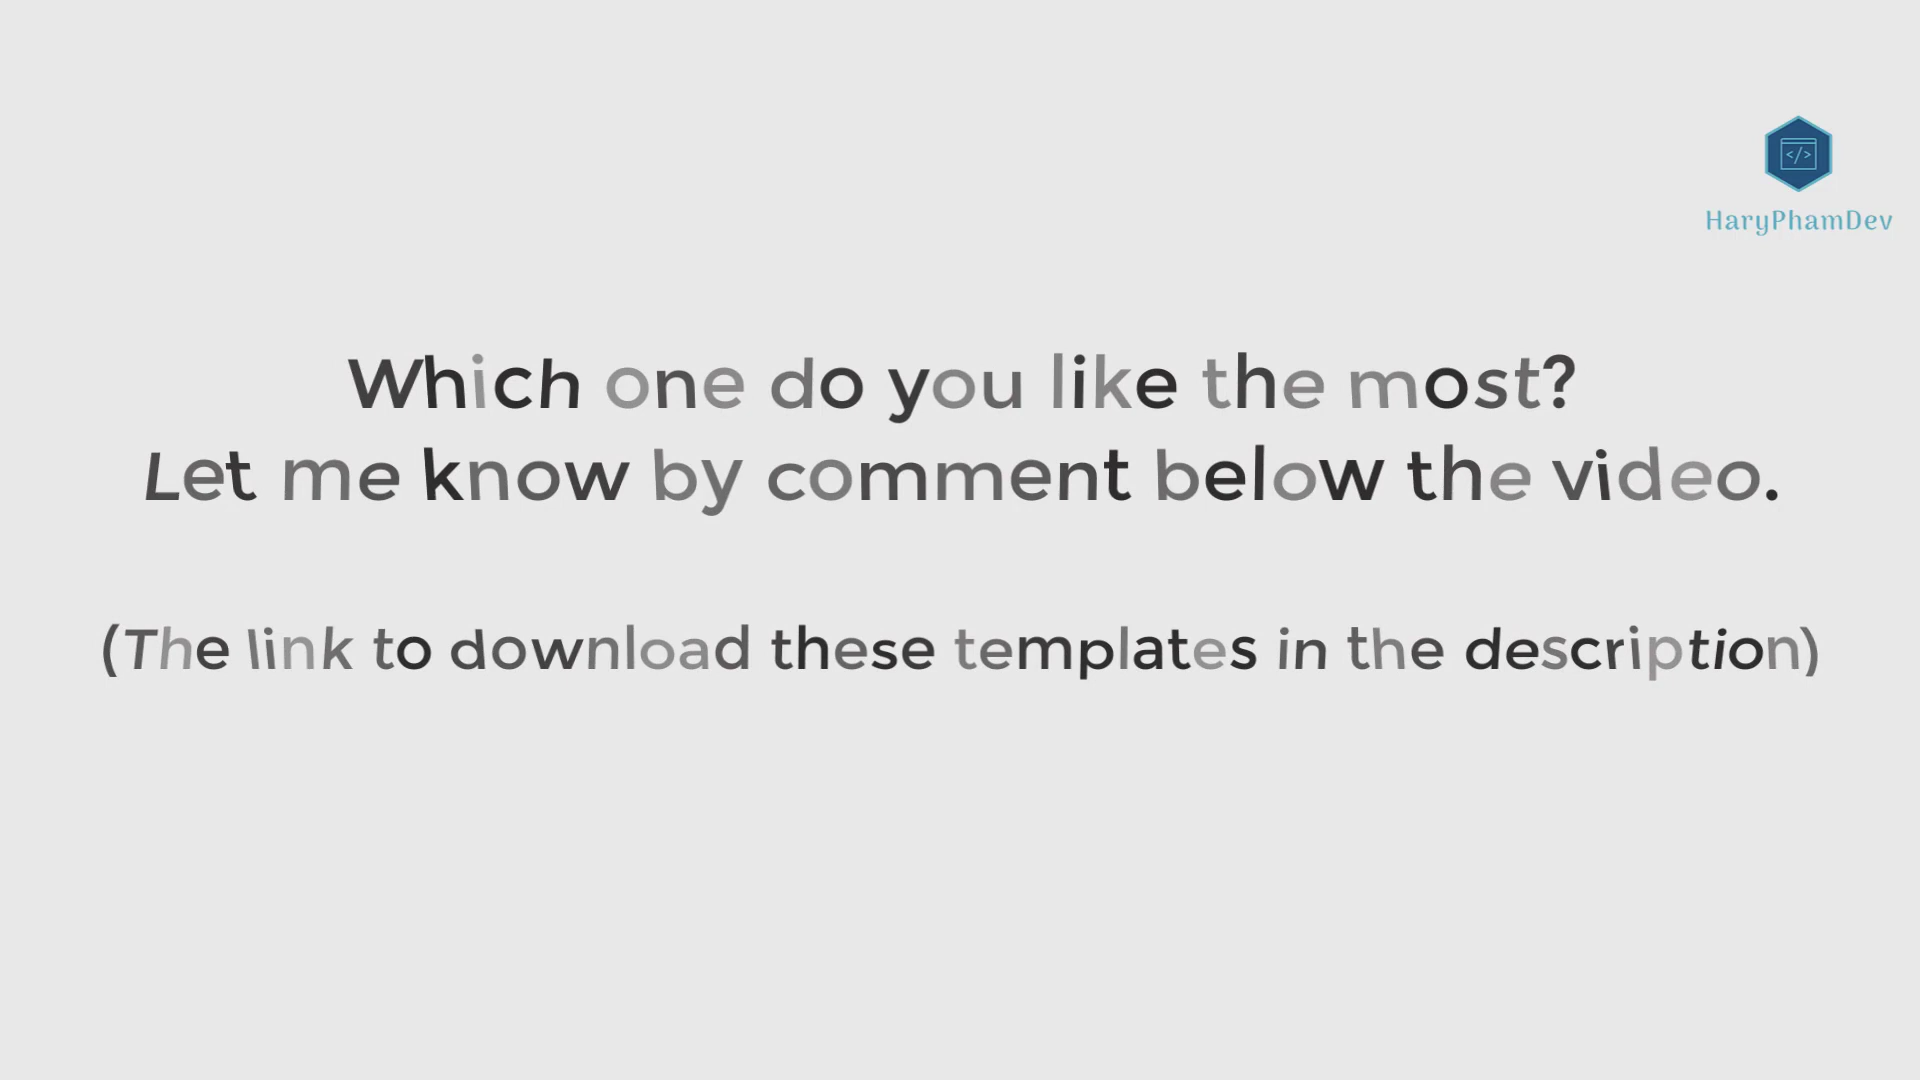 </>
HaryPhamDev
Which one do you like the most?
Let me know by comment below the video.
(The link to download these templates in the description)